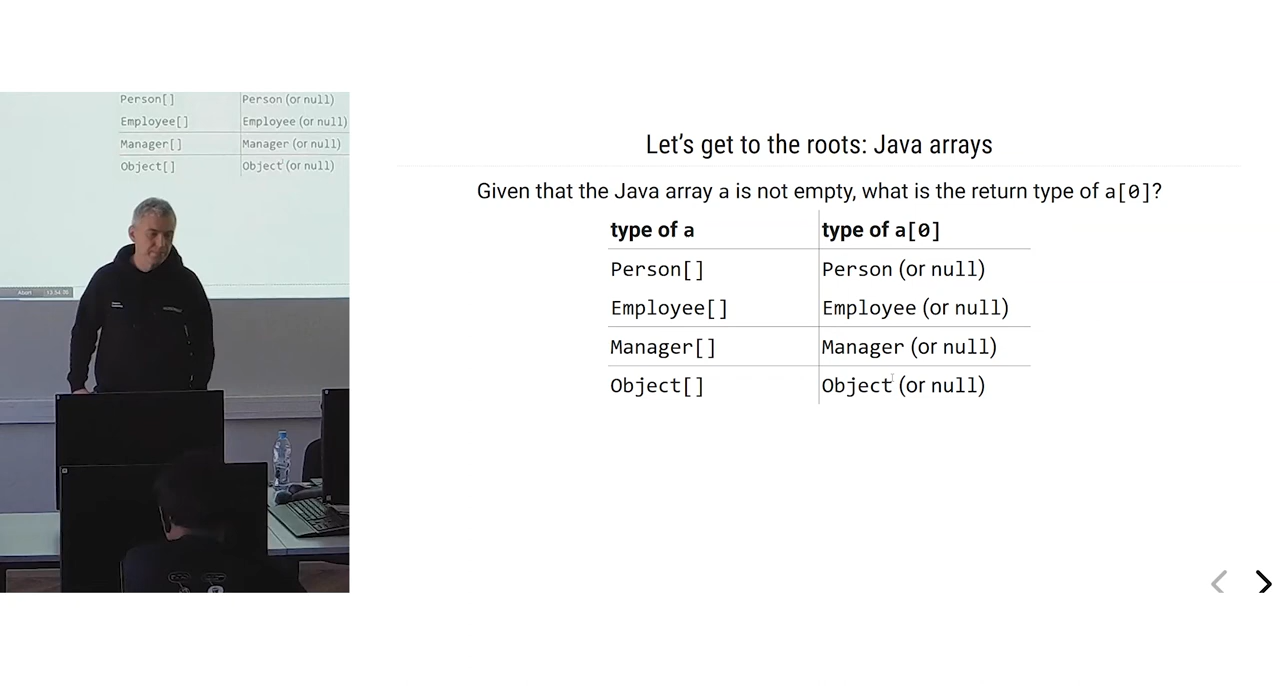 Person[] Person (or null)
Employee[] Employee (or null)
Manager[] Manager (or null)
Object[] Object (or null)
Abort
Let's get to the roots: Java arrays
Given that the Java array a is not empty, what is the return type of a[0]?
type of a type of a[0]
Person[] Person (or null)
Employee[] Employee (or null)
Manager[] Manager (or null)
Object[] Object (or null)